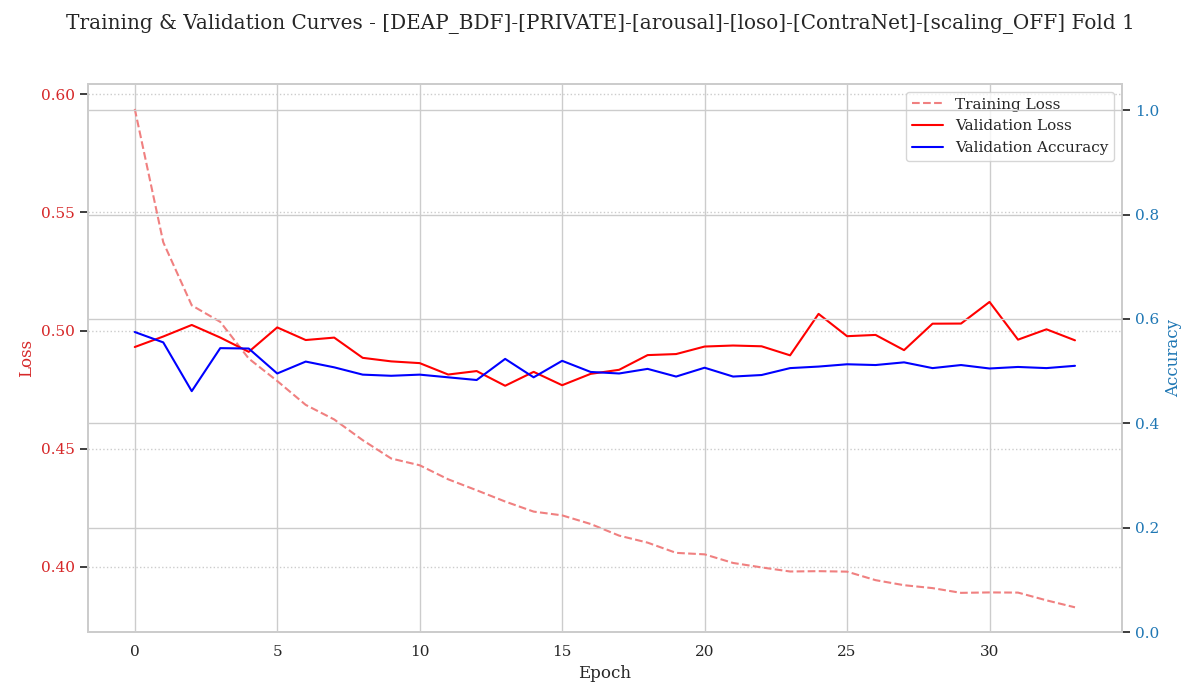 Training & Validation Curves - [DEAP_BDF]-[PRIVATE]-[arousal]-[loso]-[ContraNet]-[scaling_OFF] Fold 1
Training Loss
Validation Loss
Validation Accuracy
0.60
0.55
0.50
0.45
0.40
Loss
1.0
0.8
0.6
0.4
0.2
0.0
Accuracy
0 5 10 15 20 25 30
Epoch